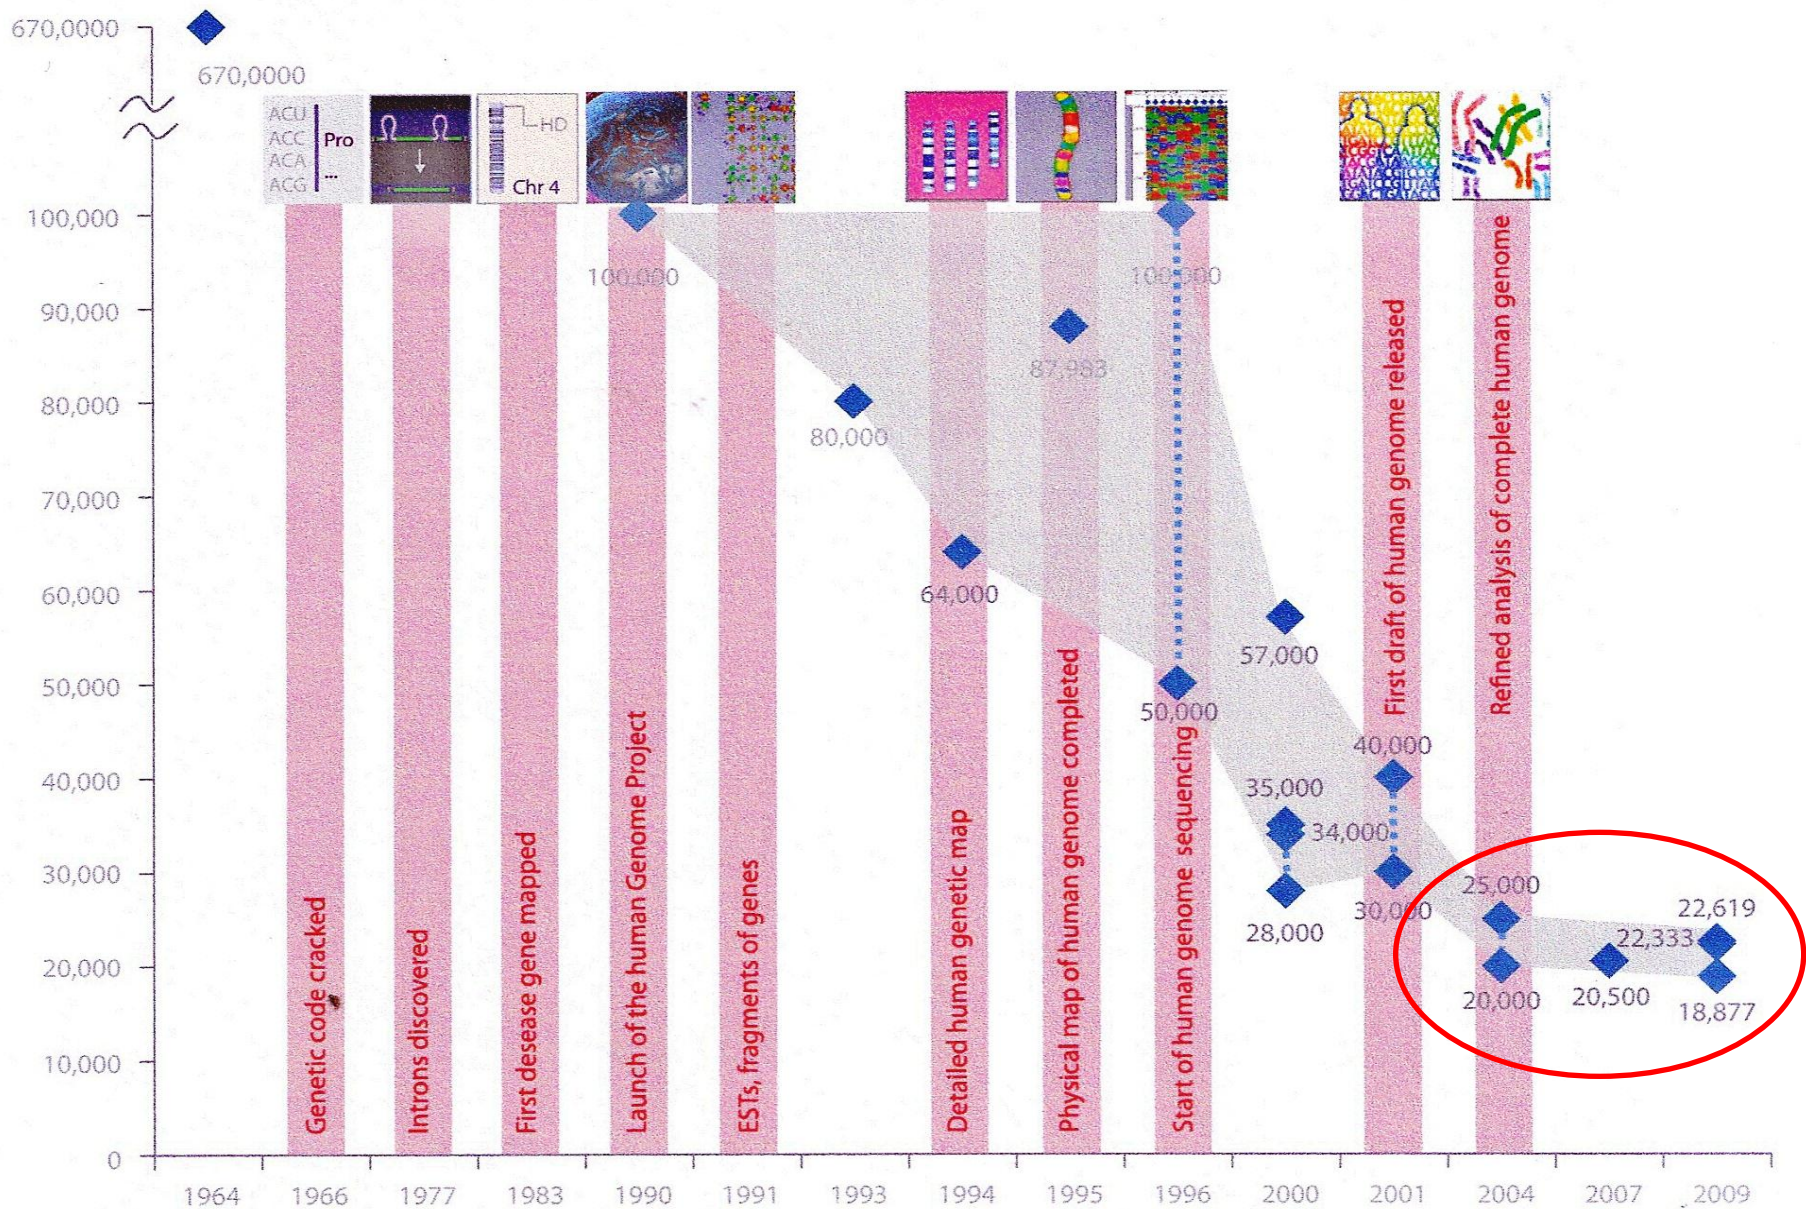 670,0000
670,0000
ACU
ACC
ACA
ACG
Pro
...
HD
Chr 4
100,000
90,000
80,000
70,000
60,000
50,000
40,000
30,000
20,000
10,000
0
100,000
100,000
87,983
80,000
64,000
57,000
50,000
40,000
35,000
34,000
30,000
28,000
25,000
22,619
22,333
20,000
20,500
18,877
Genetic code cracked
Introns discovered
First desease gene mapped
Launch of the human Genome Project
ESTs, fragments of genes
Detailed human genetic map
Physical map of human genome completed
Start of human genome sequencing
First draft of human genome released
Refined analysis of complete human genome
1964 1966 1977 1983 1990 1991 1993 1994 1995 1996 2000 2001 2004 2007 2009